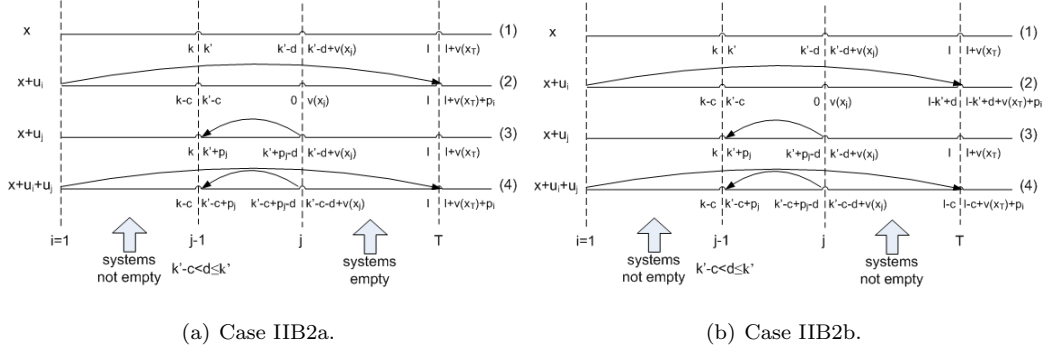 x (1)
k k' k'-d k'-d+v(xj) l l+v(xT)
x+ui (2)
k-c k'-c 0 v(xj) l l+v(xT)+pi
x+uj (3)
k k'+pj k'+pj-d k'-d+v(xj) l l+v(xT)
x+ui+uj (4)
k-c k'-c+pj k'-c+pj-d k'-c-d+v(xj) l l+v(xT)+pi
i=1 j-1 j T
systems not empty
k'-c<d≤k'
systems empty
(a) Case IIB2a.
x (1)
k k' k'-d k'-d+v(xj) l l+v(xT)
x+ui (2)
k-c k'-c 0 v(xj) l-k'+d l-k'+d+v(xT)+pi
x+uj (3)
k k'+pj k'+pj-d k'-d+v(xj) l l+v(xT)
x+ui+uj (4)
k-c k'-c+pj k'-c+pj-d k'-c-d+v(xj) l-c l-c+v(xT)+pi
i=1 j-1 j T
systems not empty
k'-c<d≤k'
systems not empty
(b) Case IIB2b.